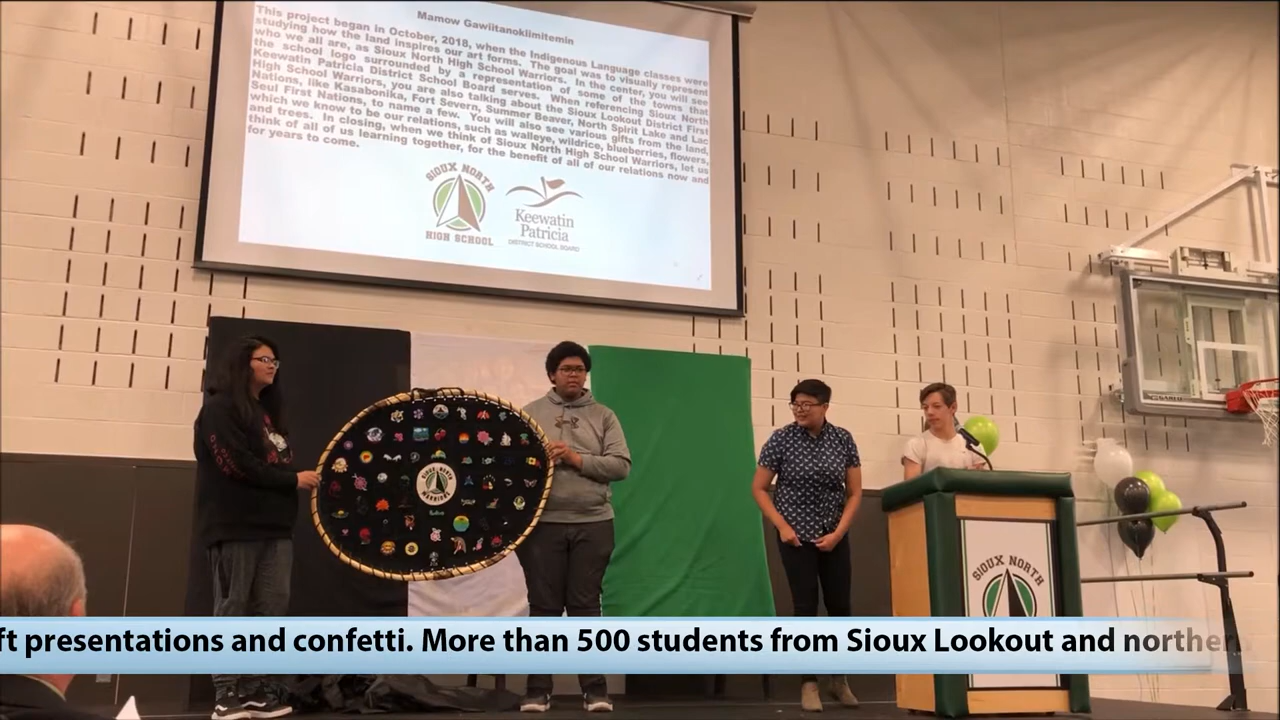 Mamow Gawiitanokiimitemin
This project began in October, 2018, when the Indigenous Language classes were
studying how the land inspires our art forms. The goal was to visually represent
who we all are, as Sioux North High School Warriors. In the center, you will see
the school logo surrounded by a representation of some of the towns that
Keewatin Patricia District School Board serves. When referencing Sioux North
High School Warriors, you are also talking about the Sioux Lookout District First
Nations, like Kasabonika, Fort Severn, Summer Beaver, North Spirit Lake and Lac
Seul First Nations, to name a few. You will also see various gifts from the land,
which we know to be our relations, such as walleye, wildrice, blueberries, flowers,
and trees. In closing, when we think of Sioux North High School Warriors, let us
think of all of us learning together, for the benefit of all of our relations now and
for years to come.
SIOUX NORTH
HIGH SCHOOL
Keewatin
Patricia
DISTRICT SCHOOL BOARD
SIOUX NORTH
WARRIORS
SIOUX NORTH
ft presentations and confetti. More than 500 students from Sioux Lookout and norther